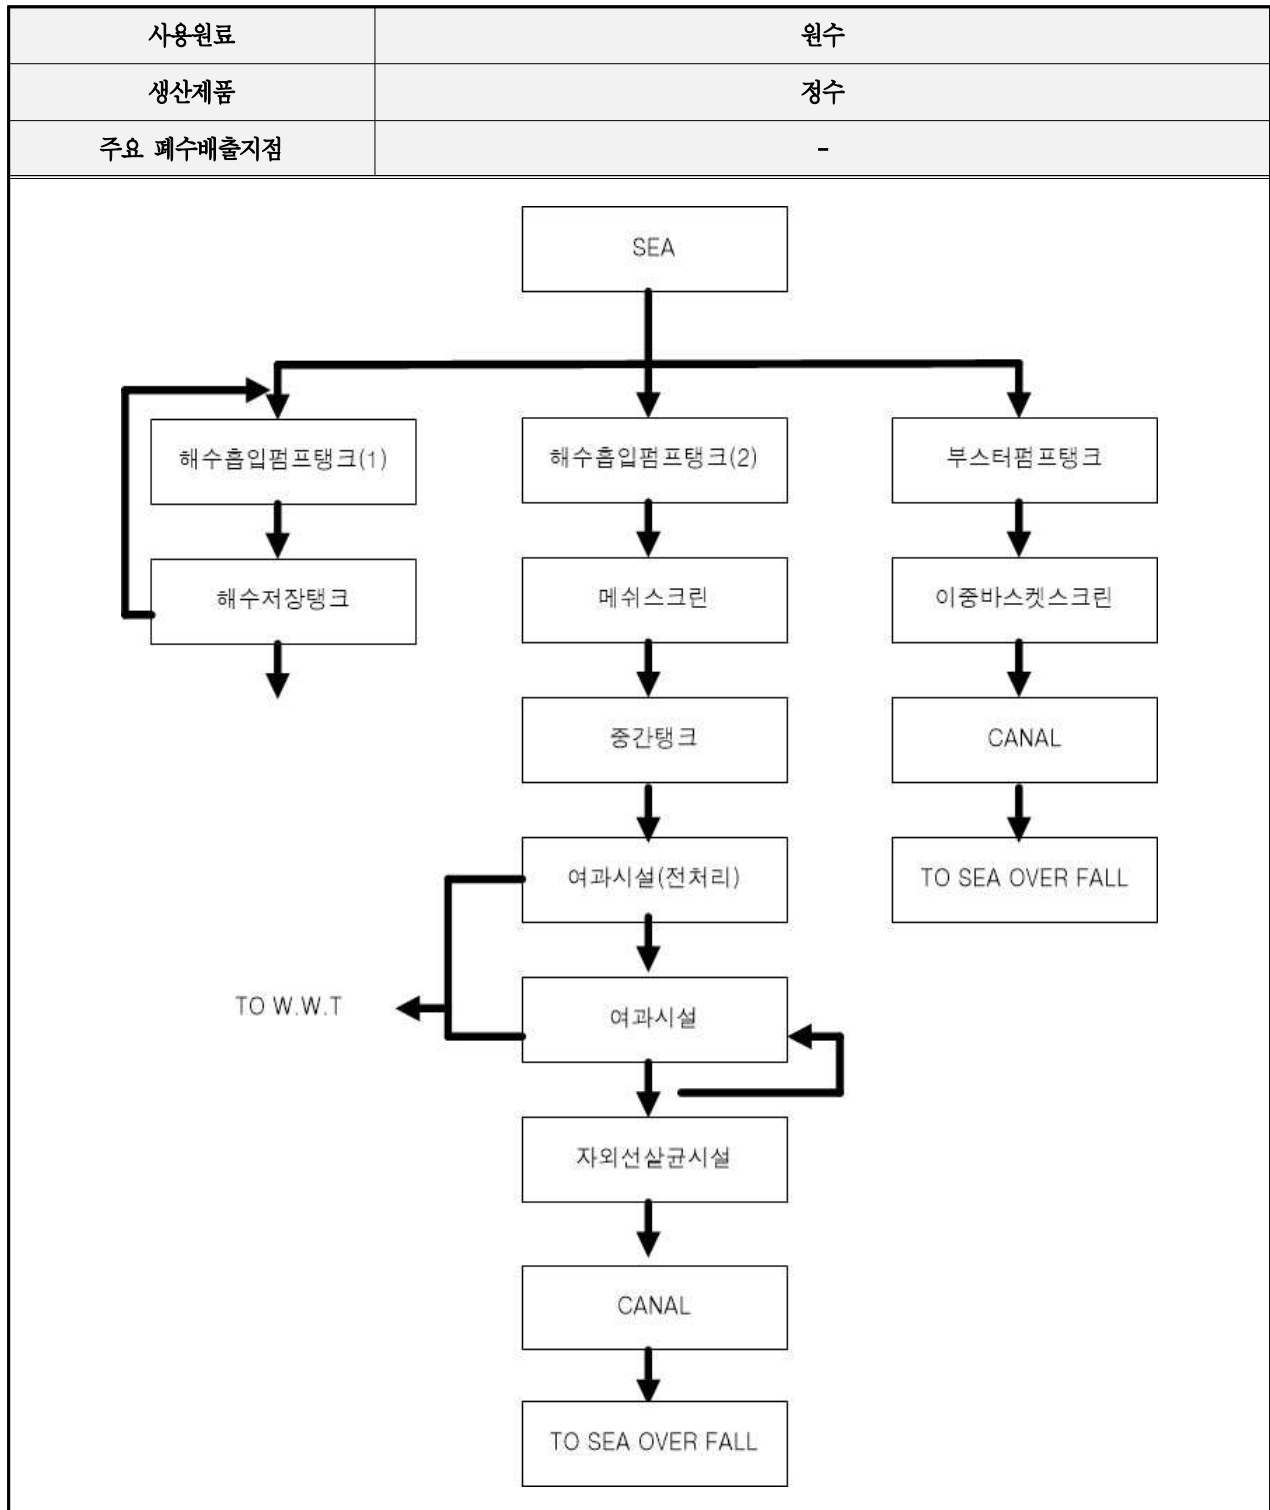 사용원료 원수
생산제품 정수
주요 폐수배출지점 -
SEA
해수흡입펌프탱크(1) 해수흡입펌프탱크(2) 부스터펌프탱크
해수저장탱크 메쉬스크린 이중바스켓스크린
중간탱크 CANAL
여과시설(전처리) TO SEA OVER FALL
TO W.W.T 여과시설
자외선살균시설
CANAL
TO SEA OVER FALL